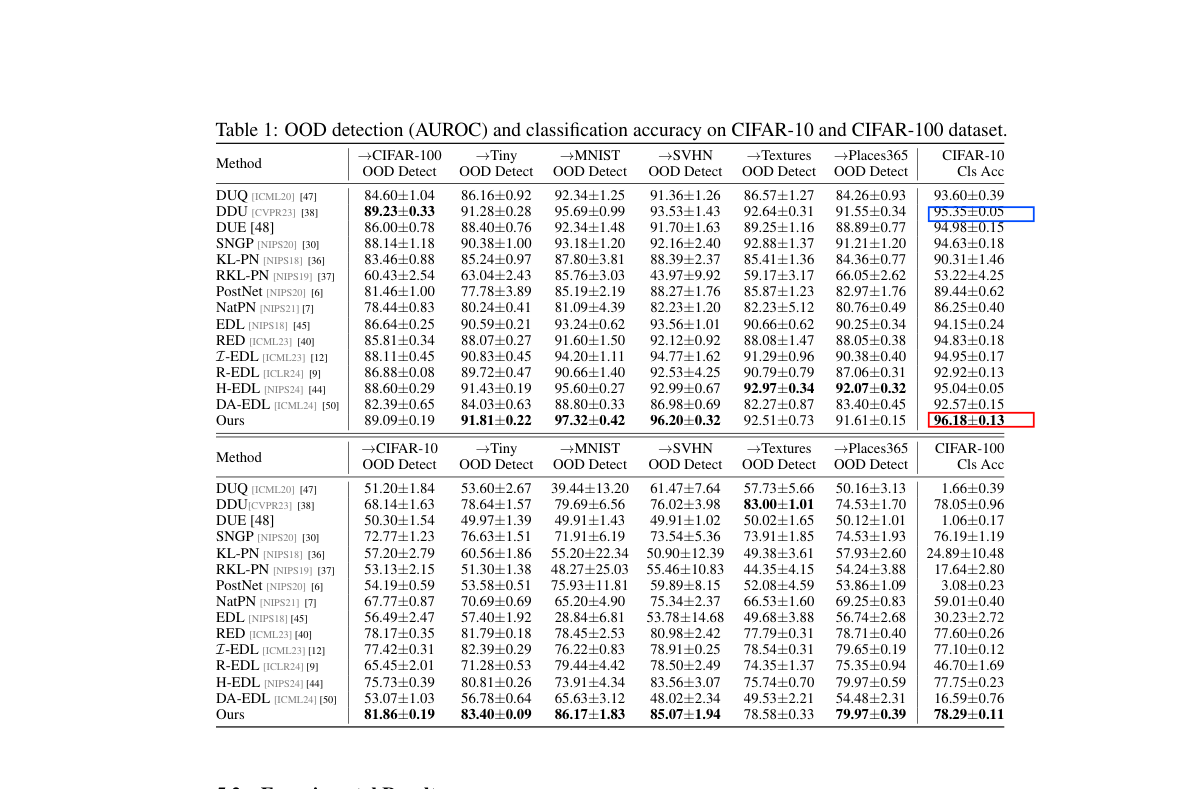 Table 1: OOD detection (AUROC) and classification accuracy on CIFAR-10 and CIFAR-100 dataset.
Method →CIFAR-100 OOD Detect →Tiny OOD Detect →MNIST OOD Detect →SVHN OOD Detect →Textures OOD Detect →Places365 OOD Detect CIFAR-10 Cls Acc
DUQ [ICML20] [47] 84.60±1.04 86.16±0.92 92.34±1.25 91.36±1.26 86.57±1.27 84.26±0.93 93.60±0.39
DDU [CVPR23] [38] 89.23±0.33 91.28±0.28 95.69±0.99 93.53±1.43 92.64±0.31 91.55±0.34 95.35±0.05
DUE [48] 86.00±0.78 88.40±0.76 92.34±1.48 91.70±1.63 89.25±1.16 88.89±0.77 94.98±0.15
SNGP [NIPS20] [30] 88.14±1.18 90.38±1.00 93.18±1.20 92.16±2.40 92.88±1.37 91.21±1.20 94.63±0.18
KL-PN [NIPS18] [36] 83.46±0.88 85.24±0.97 87.80±3.81 88.39±2.37 85.41±1.36 84.36±0.77 90.31±1.46
RKL-PN [NIPS19] [37] 60.43±2.54 63.04±2.43 85.76±3.03 43.97±9.92 59.17±3.17 66.05±2.62 53.22±4.25
PostNet [NIPS20] [6] 81.46±1.00 77.78±3.89 85.19±2.19 88.27±1.76 85.87±1.23 82.97±1.76 89.44±0.62
NatPN [NIPS21] [7] 78.44±0.83 80.24±0.41 81.09±4.39 82.23±1.20 82.23±5.12 80.76±0.49 86.25±0.40
EDL [NIPS18] [45] 86.64±0.25 90.59±0.21 93.24±0.62 93.56±1.01 90.66±0.62 90.25±0.34 94.15±0.24
RED [ICML23] [40] 85.81±0.34 88.07±0.27 91.60±1.50 92.12±0.92 88.08±1.47 88.05±0.38 94.83±0.18
I-EDL [ICML23] [12] 88.11±0.45 90.83±0.45 94.20±1.11 94.77±1.62 91.29±0.96 90.38±0.40 94.95±0.17
R-EDL [ICLR24] [9] 86.88±0.08 89.72±0.47 90.66±1.40 92.53±4.25 90.79±0.79 87.06±0.31 92.92±0.13
H-EDL [NIPS24] [44] 88.60±0.29 91.43±0.19 95.60±0.27 92.99±0.67 92.97±0.34 92.07±0.32 95.04±0.05
DA-EDL [ICML24] [50] 82.39±0.65 84.03±0.63 88.80±0.33 86.98±0.69 82.27±0.87 83.40±0.45 92.57±0.15
Ours 89.09±0.19 91.81±0.22 97.32±0.42 96.20±0.32 92.51±0.73 91.61±0.15 96.18±0.13
Method →CIFAR-10 OOD Detect →Tiny OOD Detect →MNIST OOD Detect →SVHN OOD Detect →Textures OOD Detect →Places365 OOD Detect CIFAR-100 Cls Acc
DUQ [ICML20] [47] 51.20±1.84 53.60±2.67 39.44±13.20 61.47±7.64 57.73±5.66 50.16±3.13 1.66±0.39
DDU[CVPR23] [38] 68.14±1.63 78.64±1.57 79.69±6.56 76.02±3.98 83.00±1.01 74.53±1.70 78.05±0.96
DUE [48] 50.30±1.54 49.97±1.39 49.91±1.43 49.91±1.02 50.02±1.65 50.12±1.01 1.06±0.17
SNGP [NIPS20] [30] 72.77±1.23 76.63±1.51 71.91±6.19 73.54±5.36 73.91±1.85 74.53±1.93 76.19±1.19
KL-PN [NIPS18] [36] 57.20±2.79 60.56±1.86 55.20±22.34 50.90±12.39 49.38±3.61 57.93±2.60 24.89±10.48
RKL-PN [NIPS19] [37] 53.13±2.15 51.30±1.38 48.27±25.03 55.46±10.83 44.35±4.15 54.24±3.88 17.64±2.80
PostNet [NIPS20] [6] 54.19±0.59 53.58±0.51 75.93±11.81 59.89±8.15 52.08±4.59 53.86±1.09 3.08±0.23
NatPN [NIPS21] [7] 67.77±0.87 70.69±0.69 65.20±4.90 75.34±2.37 66.53±1.60 69.25±0.83 59.01±0.40
EDL [NIPS18] [45] 56.49±2.47 57.40±1.92 28.84±6.81 53.78±14.68 49.68±3.88 56.74±2.68 30.23±2.72
RED [ICML23] [40] 78.17±0.35 81.79±0.18 78.45±2.53 80.98±2.42 77.79±0.31 78.71±0.40 77.60±0.26
I-EDL [ICML23] [12] 77.42±0.31 82.39±0.29 76.22±0.83 78.91±0.25 78.54±0.31 79.65±0.19 77.10±0.12
R-EDL [ICLR24] [9] 65.45±2.01 71.28±0.53 79.44±4.42 78.50±2.49 74.35±1.37 75.35±0.94 46.70±1.69
H-EDL [NIPS24] [44] 75.73±0.39 80.81±0.26 73.91±4.34 83.56±3.07 75.74±0.70 79.97±0.59 77.75±0.23
DA-EDL [ICML24] [50] 53.07±1.03 56.78±0.64 65.63±3.12 48.02±2.34 49.53±2.21 54.48±2.31 16.59±0.76
Ours 81.86±0.19 83.40±0.09 86.17±1.83 85.07±1.94 78.58±0.33 79.97±0.39 78.29±0.11